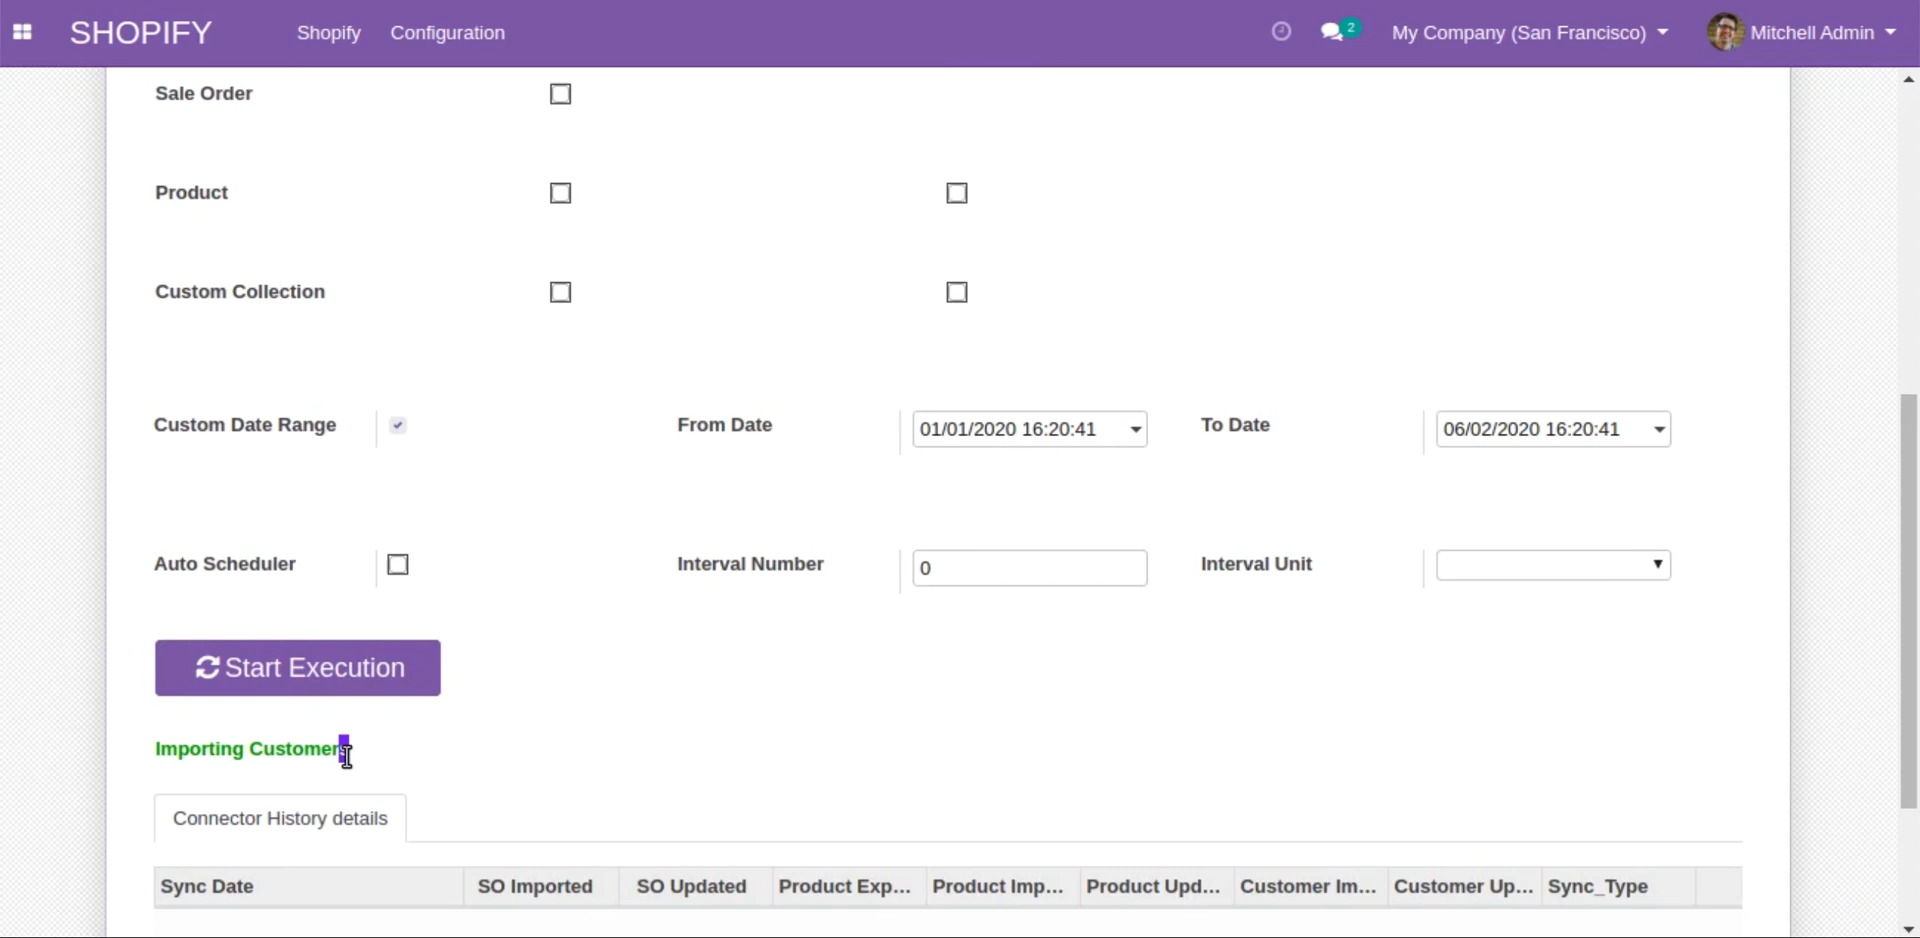 SHOPIFY Shopify Configuration 2 My Company (San Francisco) Mitchell Admin
Sale Order
Product
Custom Collection
Custom Date Range From Date 01/01/2020 16:20:41 To Date 06/02/2020 16:20:41
Auto Scheduler Interval Number 0 Interval Unit
Start Execution
Importing Customer
Connector History details
Sync Date SO Imported SO Updated Product Exp... Product Imp... Product Upd... Customer Im... Customer Up... Sync_Type